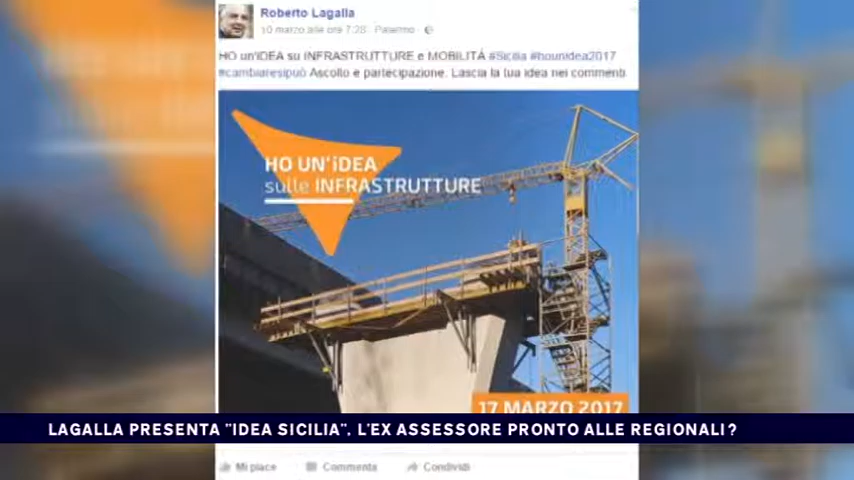 Roberto Lagalla
10 marzo alle ore 7:28 · Palermo ·
HO un'IDEA su INFRASTRUTTURE e MOBILITÁ #Sicilia #hounidea2017
#cambiaresipuò Ascolto e partecipazione. Lascia la tua idea nei commenti.
HO UN'iDEA
sulle INFRASTRUTTURE
17 MARZO 2017
LAGALLA PRESENTA "IDEA SICILIA". L'EX ASSESSORE PRONTO ALLE REGIONALI?
Mi piace Commenta Condividi